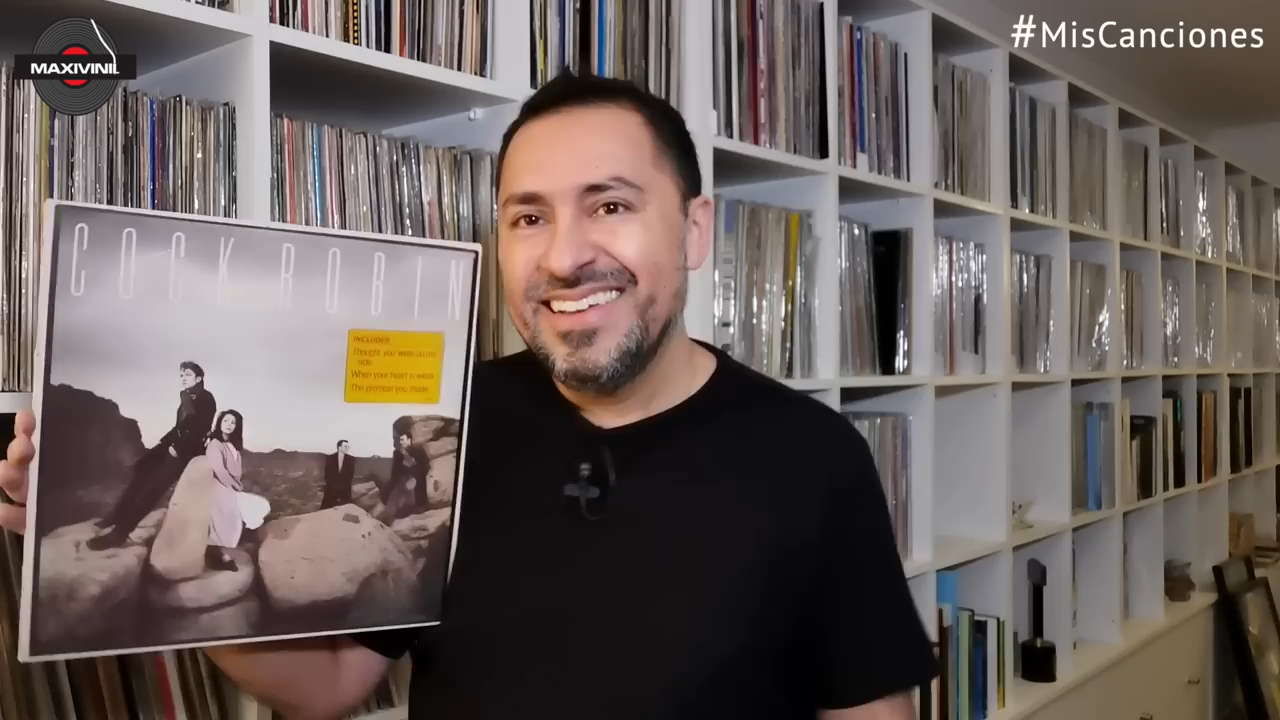 MAXIVINIL
#MisCanciones
COCK ROBIN
INCLUDES
Thought you were on my
side
When your heart is weak
The promise you made